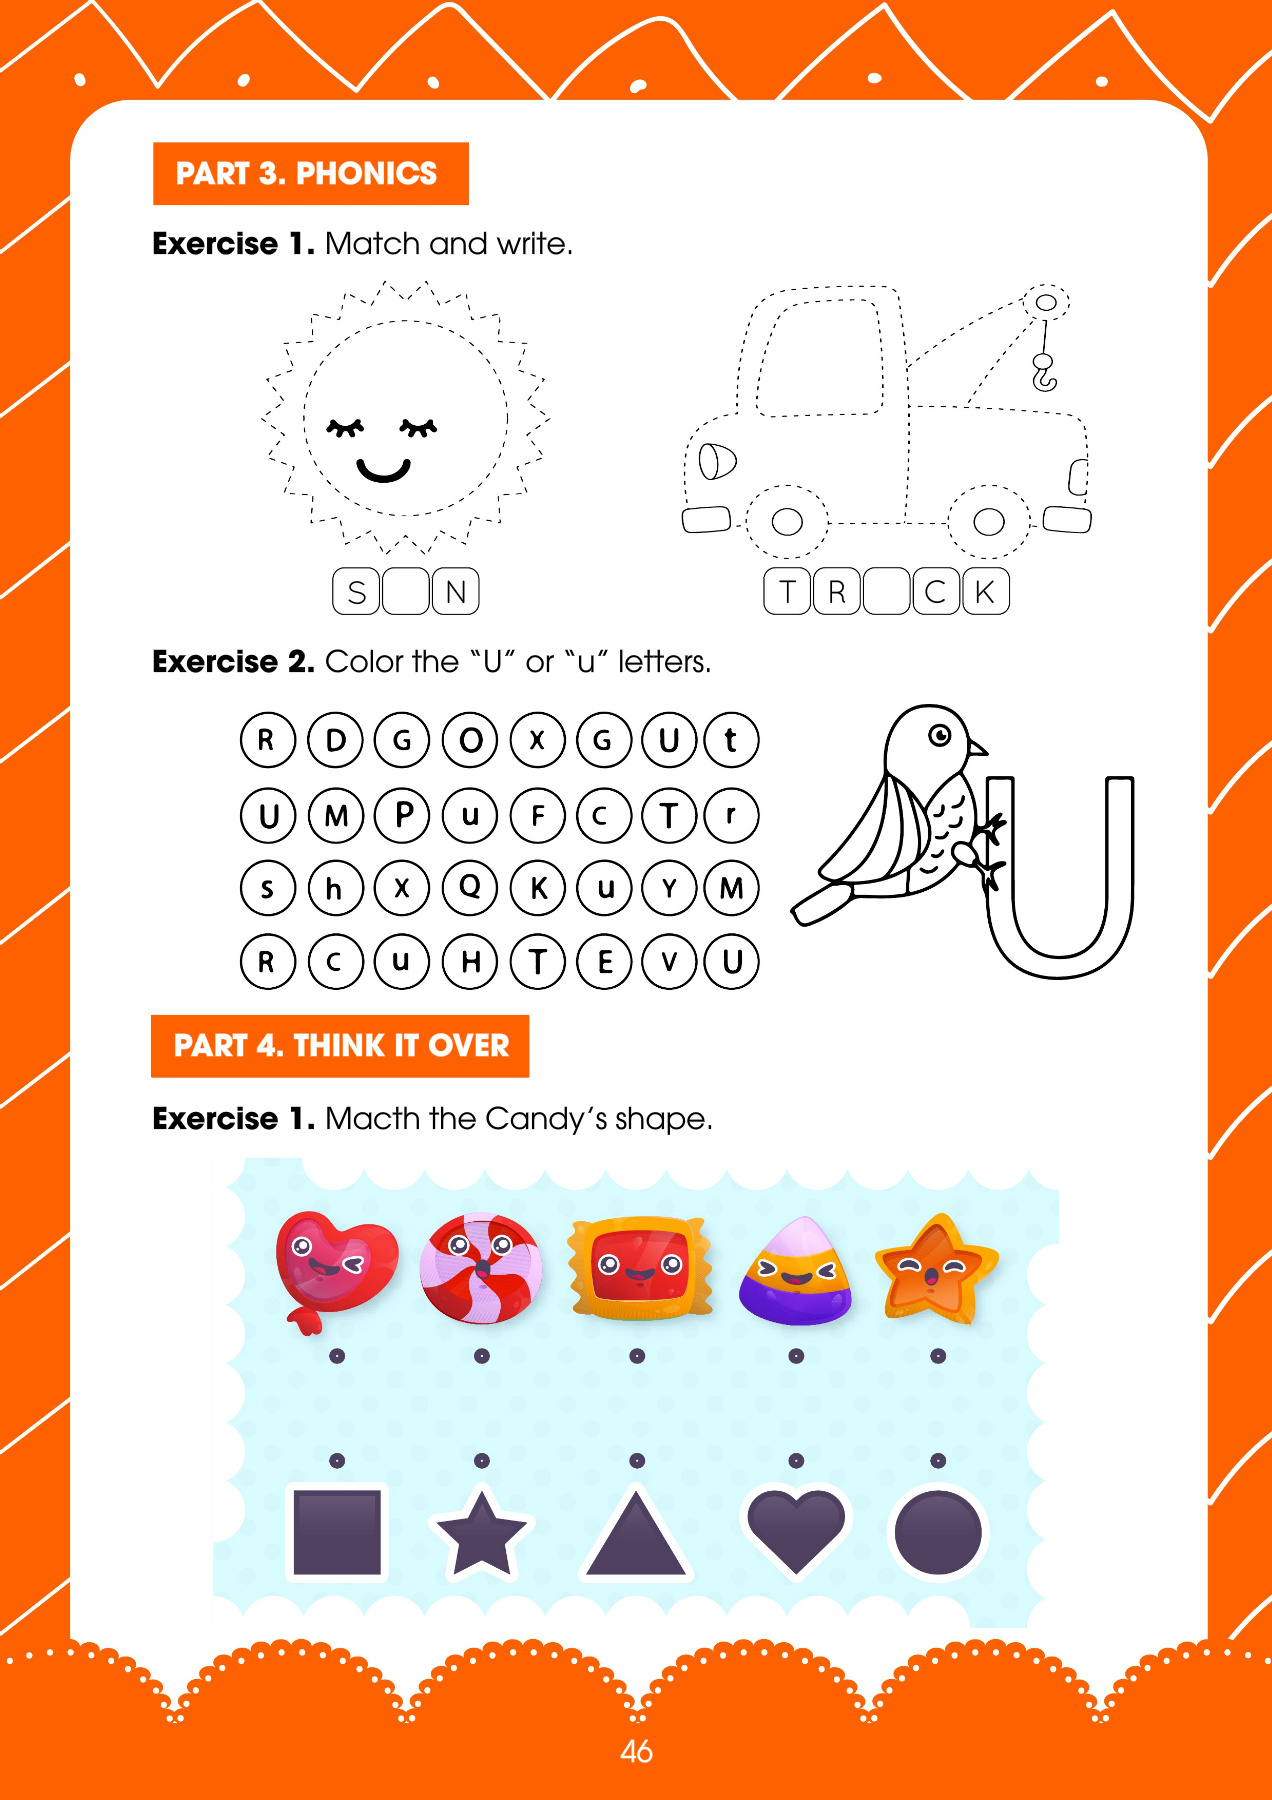 PART 3. PHONICS
Exercise 1. Match and write.
S N
T R C K
Exercise 2. Color the “U” or “u” letters.
R D G O X G U t
U M P u F C T r
s h X Q K u Y M
R C u H T E V U
PART 4. THINK IT OVER
Exercise 1. Macth the Candy’s shape.
46